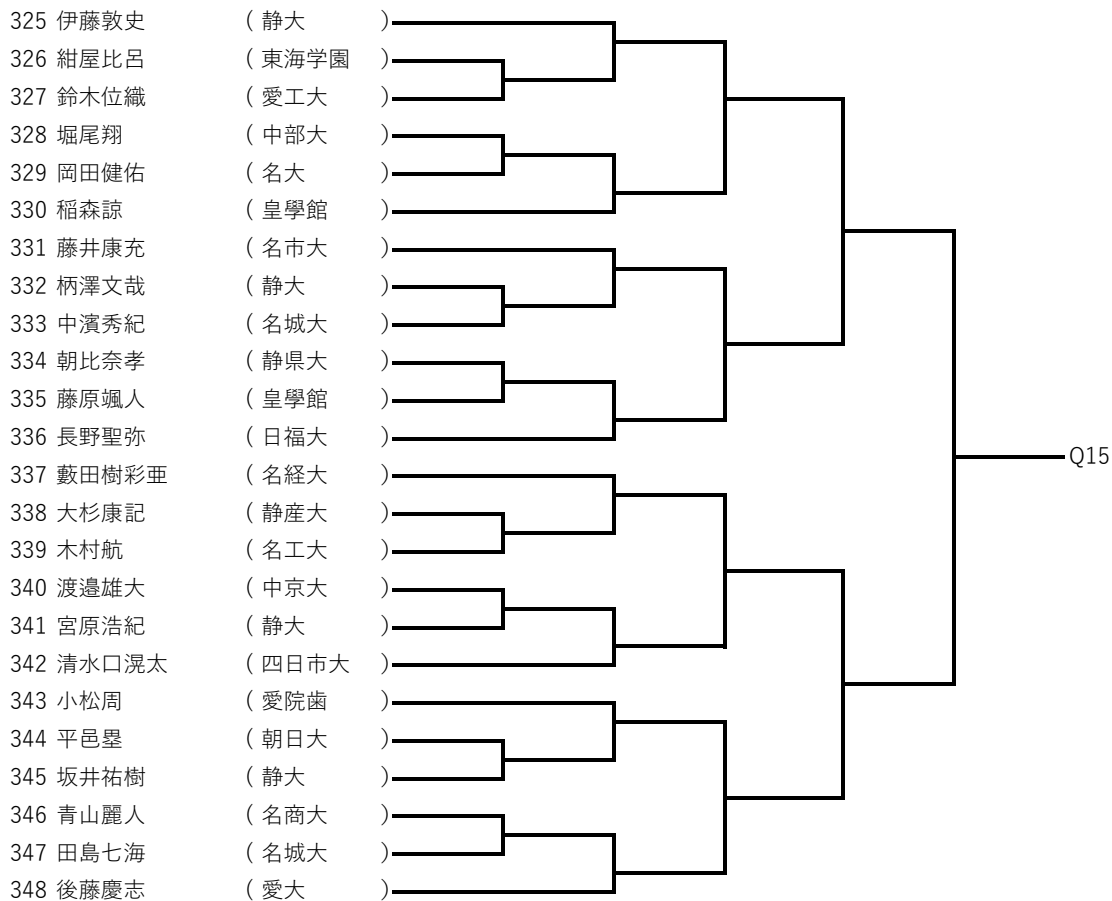 325 伊藤敦史 ( 静大 )
326 紺屋比呂 ( 東海学園 )
327 鈴木位織 ( 愛工大 )
328 堀尾翔 ( 中部大 )
329 岡田健佑 ( 名大 )
330 稲森諒 ( 皇學館 )
331 藤井康充 ( 名市大 )
332 柄澤文哉 ( 静大 )
333 中濱秀紀 ( 名城大 )
334 朝比奈孝 ( 静県大 )
335 藤原颯人 ( 皇學館 )
336 長野聖弥 ( 日福大 )
Q15
337 藪田樹彩亜 ( 名経大 )
338 大杉康記 ( 静産大 )
339 木村航 ( 名工大 )
340 渡邉雄大 ( 中京大 )
341 宮原浩紀 ( 静大 )
342 清水口滉太 ( 四日市大 )
343 小松周 ( 愛院歯 )
344 平邑塁 ( 朝日大 )
345 坂井祐樹 ( 静大 )
346 青山麗人 ( 名商大 )
347 田島七海 ( 名城大 )
348 後藤慶志 ( 愛大 )